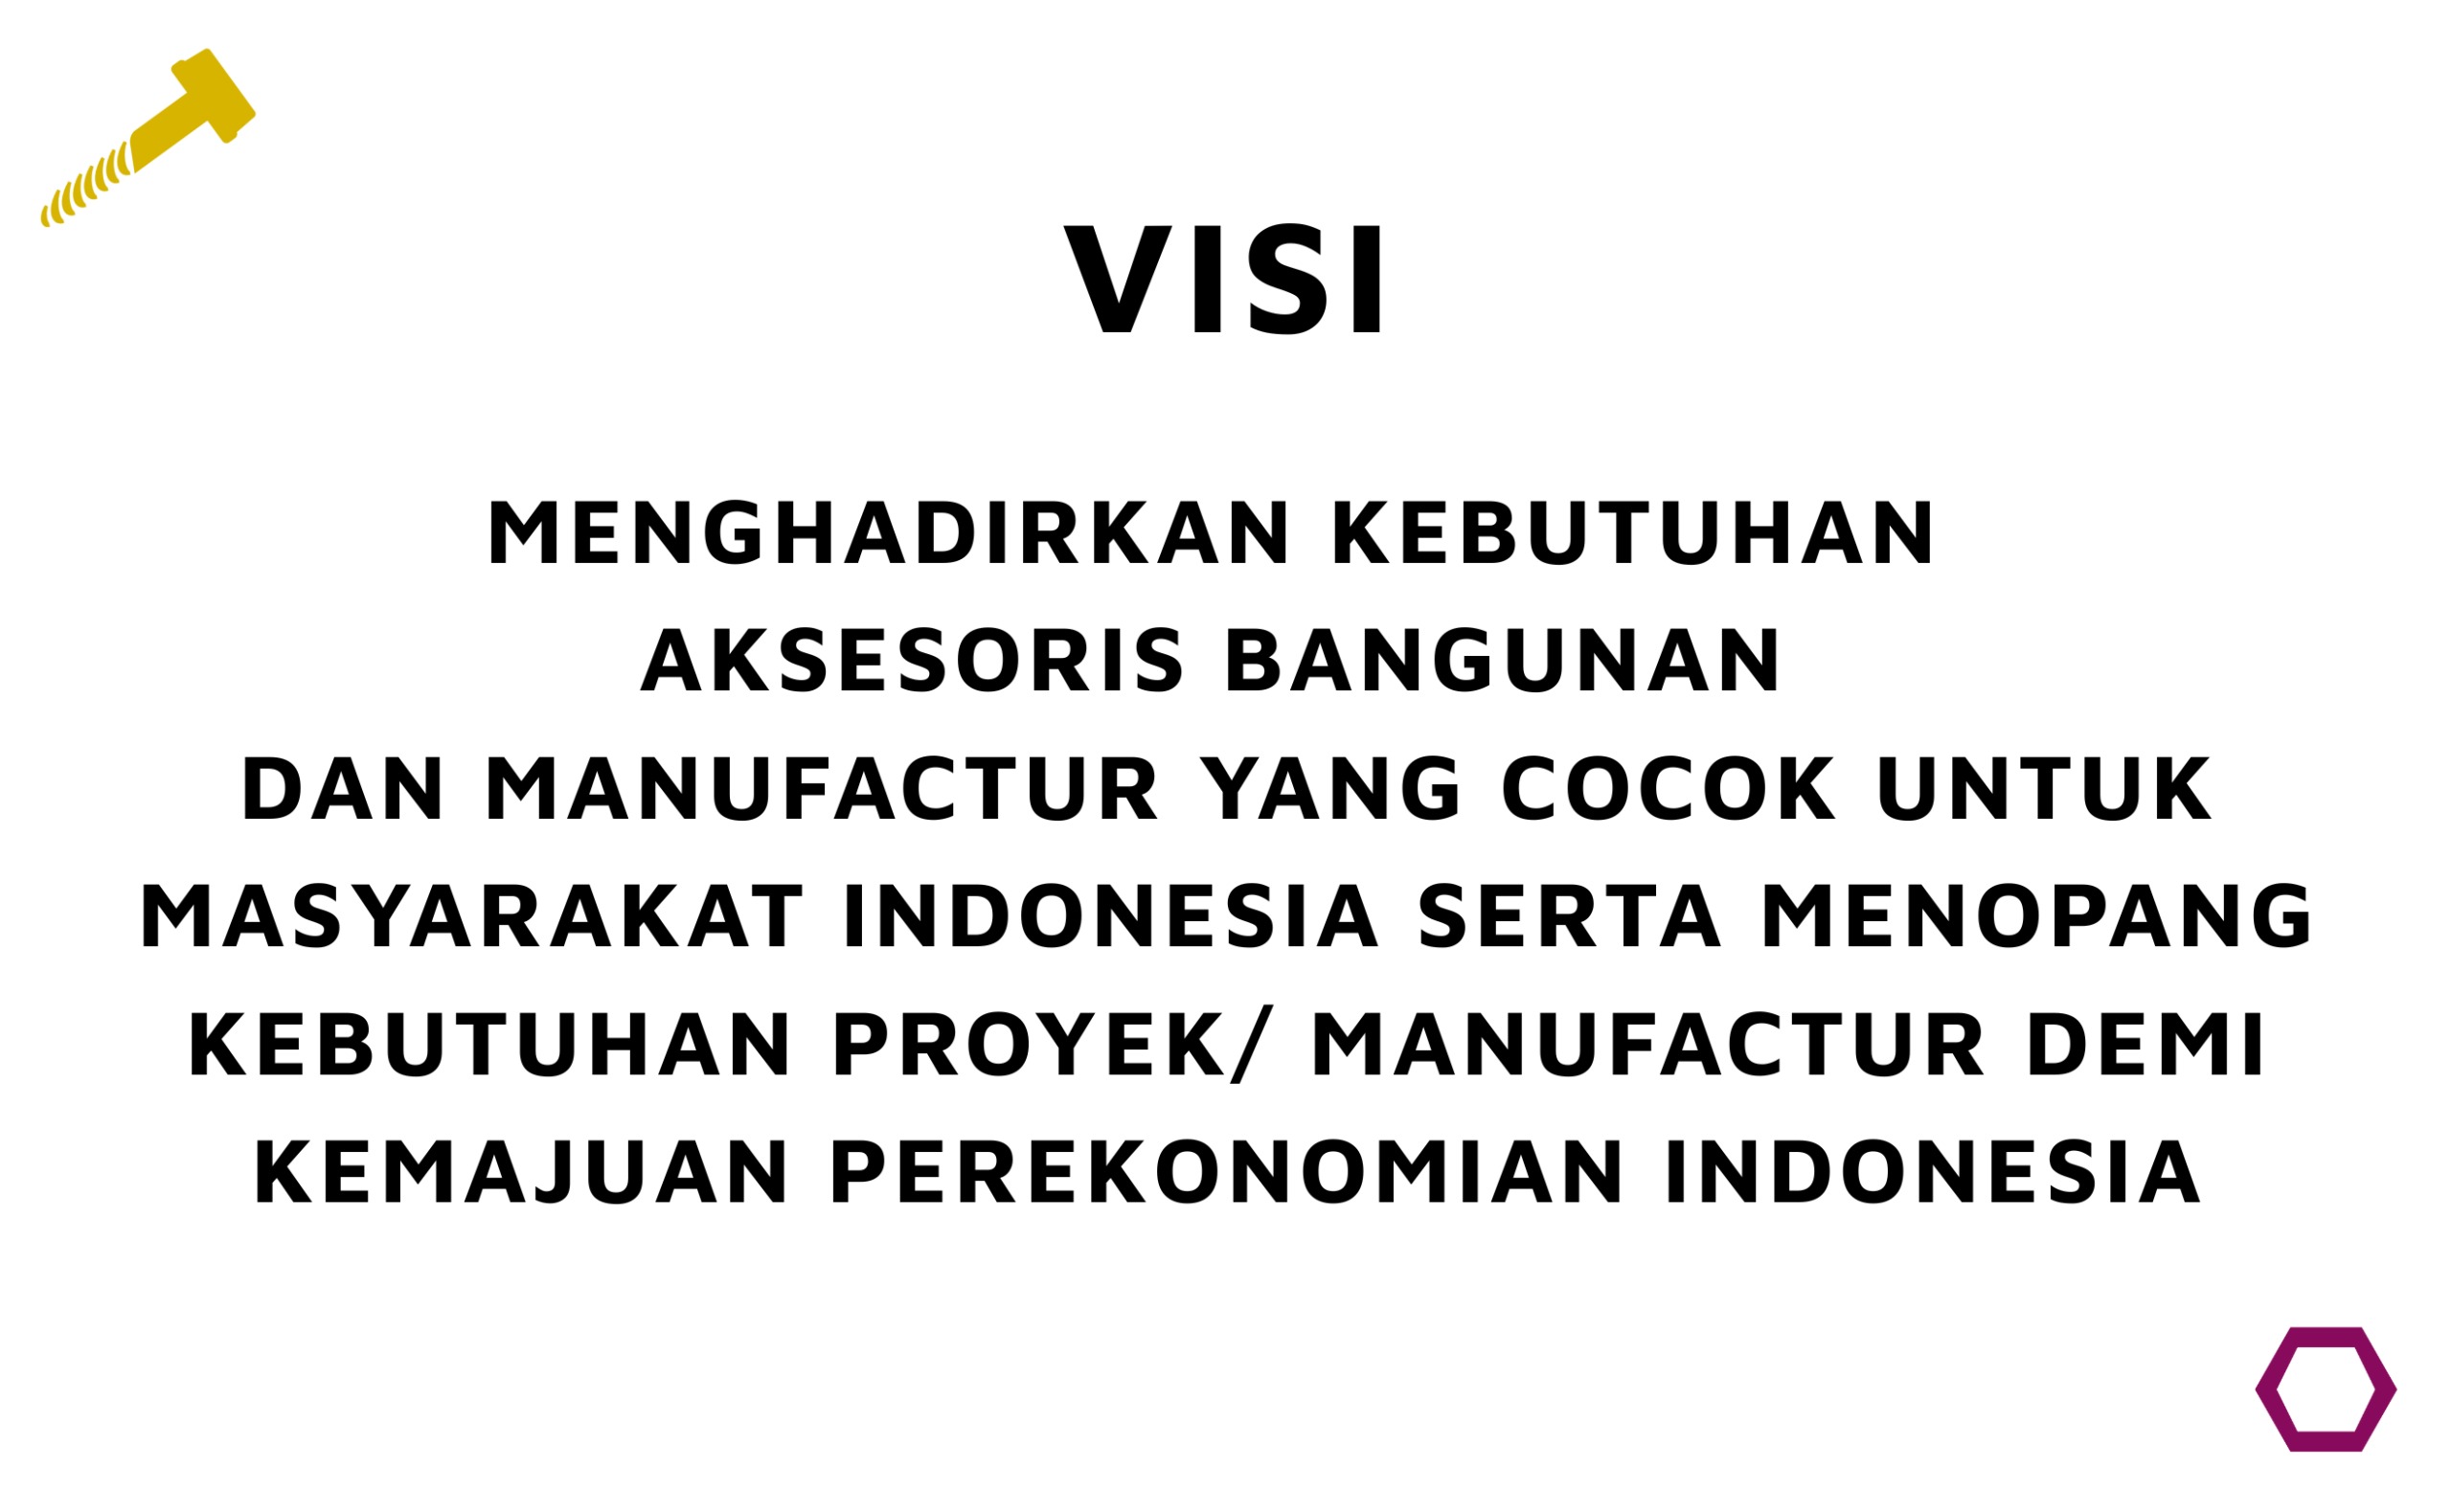 VISI
MENGHADIRKAN KEBUTUHAN
AKSESORIS BANGUNAN
DAN MANUFACTUR YANG COCOK UNTUK
MASYARAKAT INDONESIA SERTA MENOPANG
KEBUTUHAN PROYEK/ MANUFACTUR DEMI
KEMAJUAN PEREKONOMIAN INDONESIA